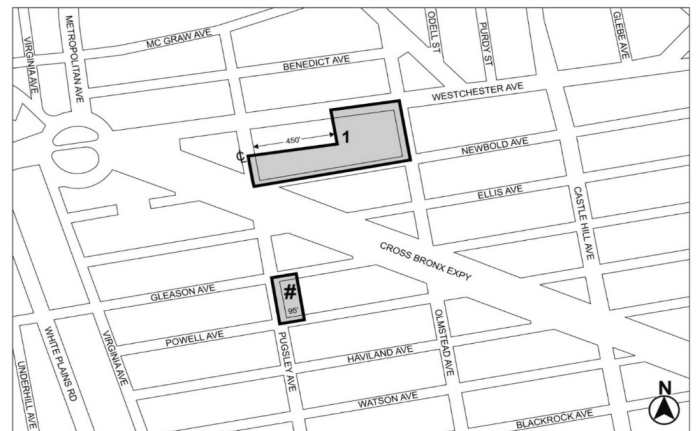 VIRGINIA AVE
METROPOLITAN AVE
MC GRAW AVE
BENEDICT AVE
ODELL ST
PURDY ST
GLEBE AVE
WESTCHESTER AVE
450'
1
℄
NEWBOLD AVE
ELLIS AVE
CASTLE HILL AVE
CROSS BRONX EXPY
#
95'
GLEASON AVE
POWELL AVE
PUGSLEY AVE
OLMSTEAD AVE
HAVILAND AVE
WHITE PLAINS RD
VIRGINIA AVE
UNDERHILL AVE
WATSON AVE
BLACKROCK AVE
N